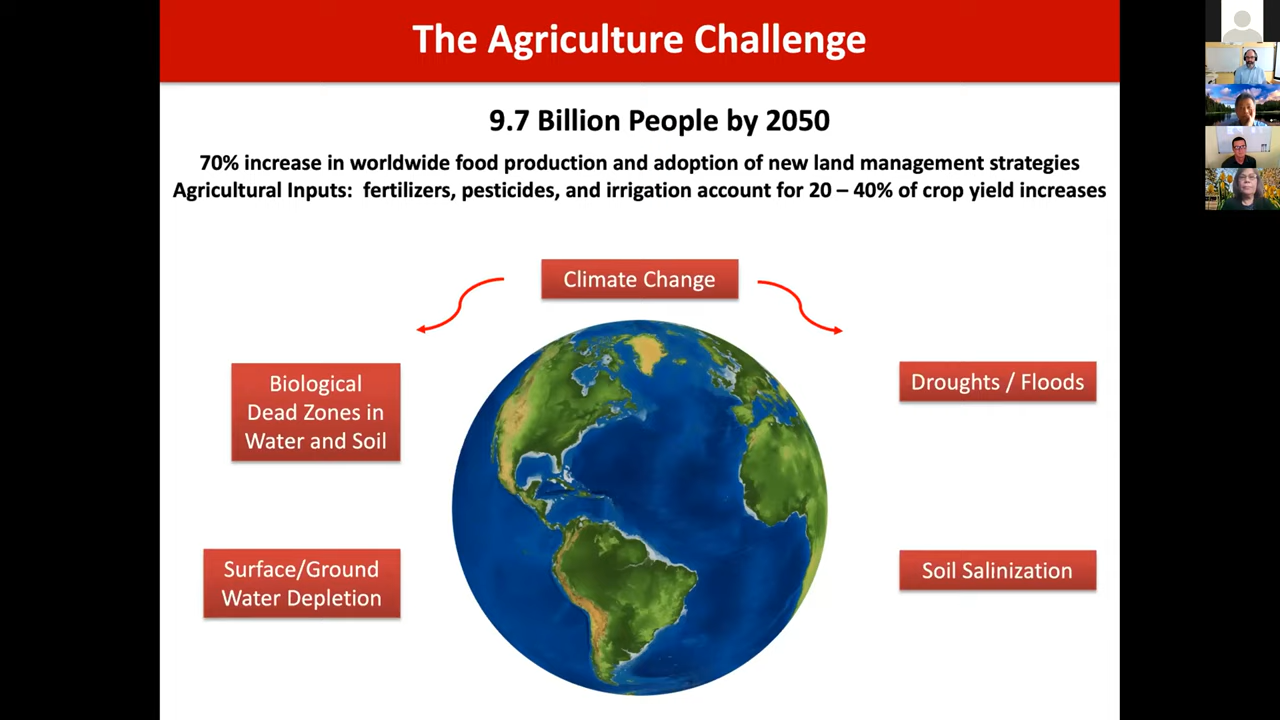 The Agriculture Challenge
9.7 Billion People by 2050
70% increase in worldwide food production and adoption of new land management strategies
Agricultural Inputs:  fertilizers, pesticides, and irrigation account for 20 – 40% of crop yield increases
Climate Change
Biological
Dead Zones in
Water and Soil
Droughts / Floods
Surface/Ground
Water Depletion
Soil Salinization